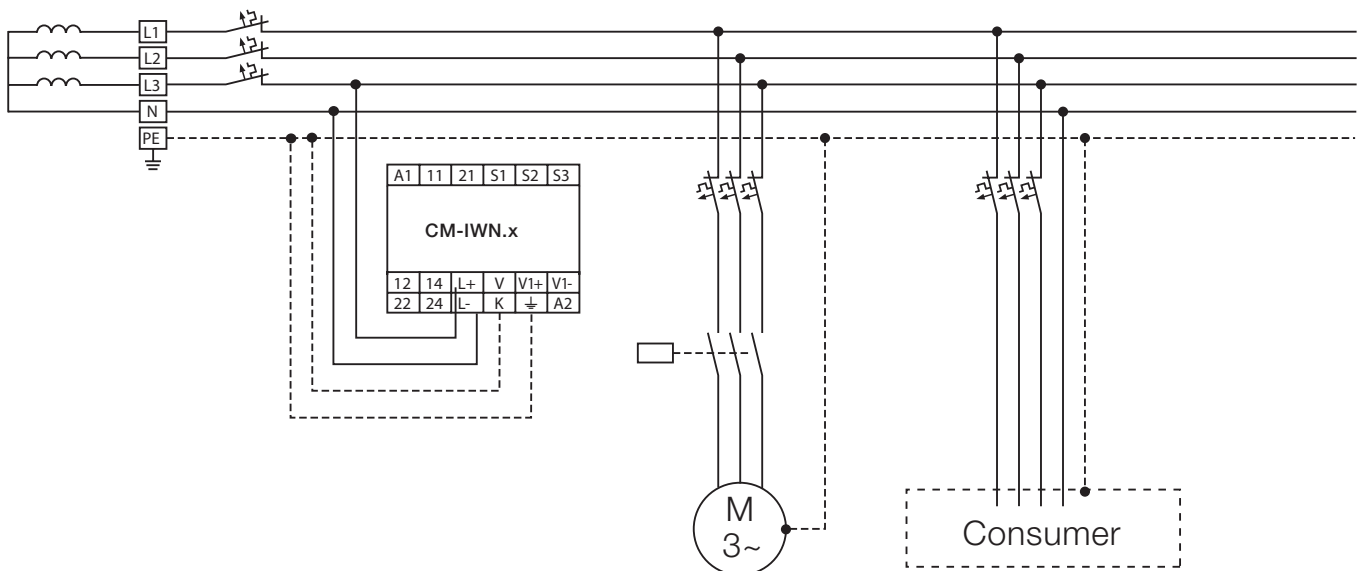 L1
L2
L3
N
PE
A1 11 21 S1 S2 S3
CM-IWN.x
12 14 L+ V V1+ V1-
22 24 L- K ⏚ A2
M
3~
Consumer